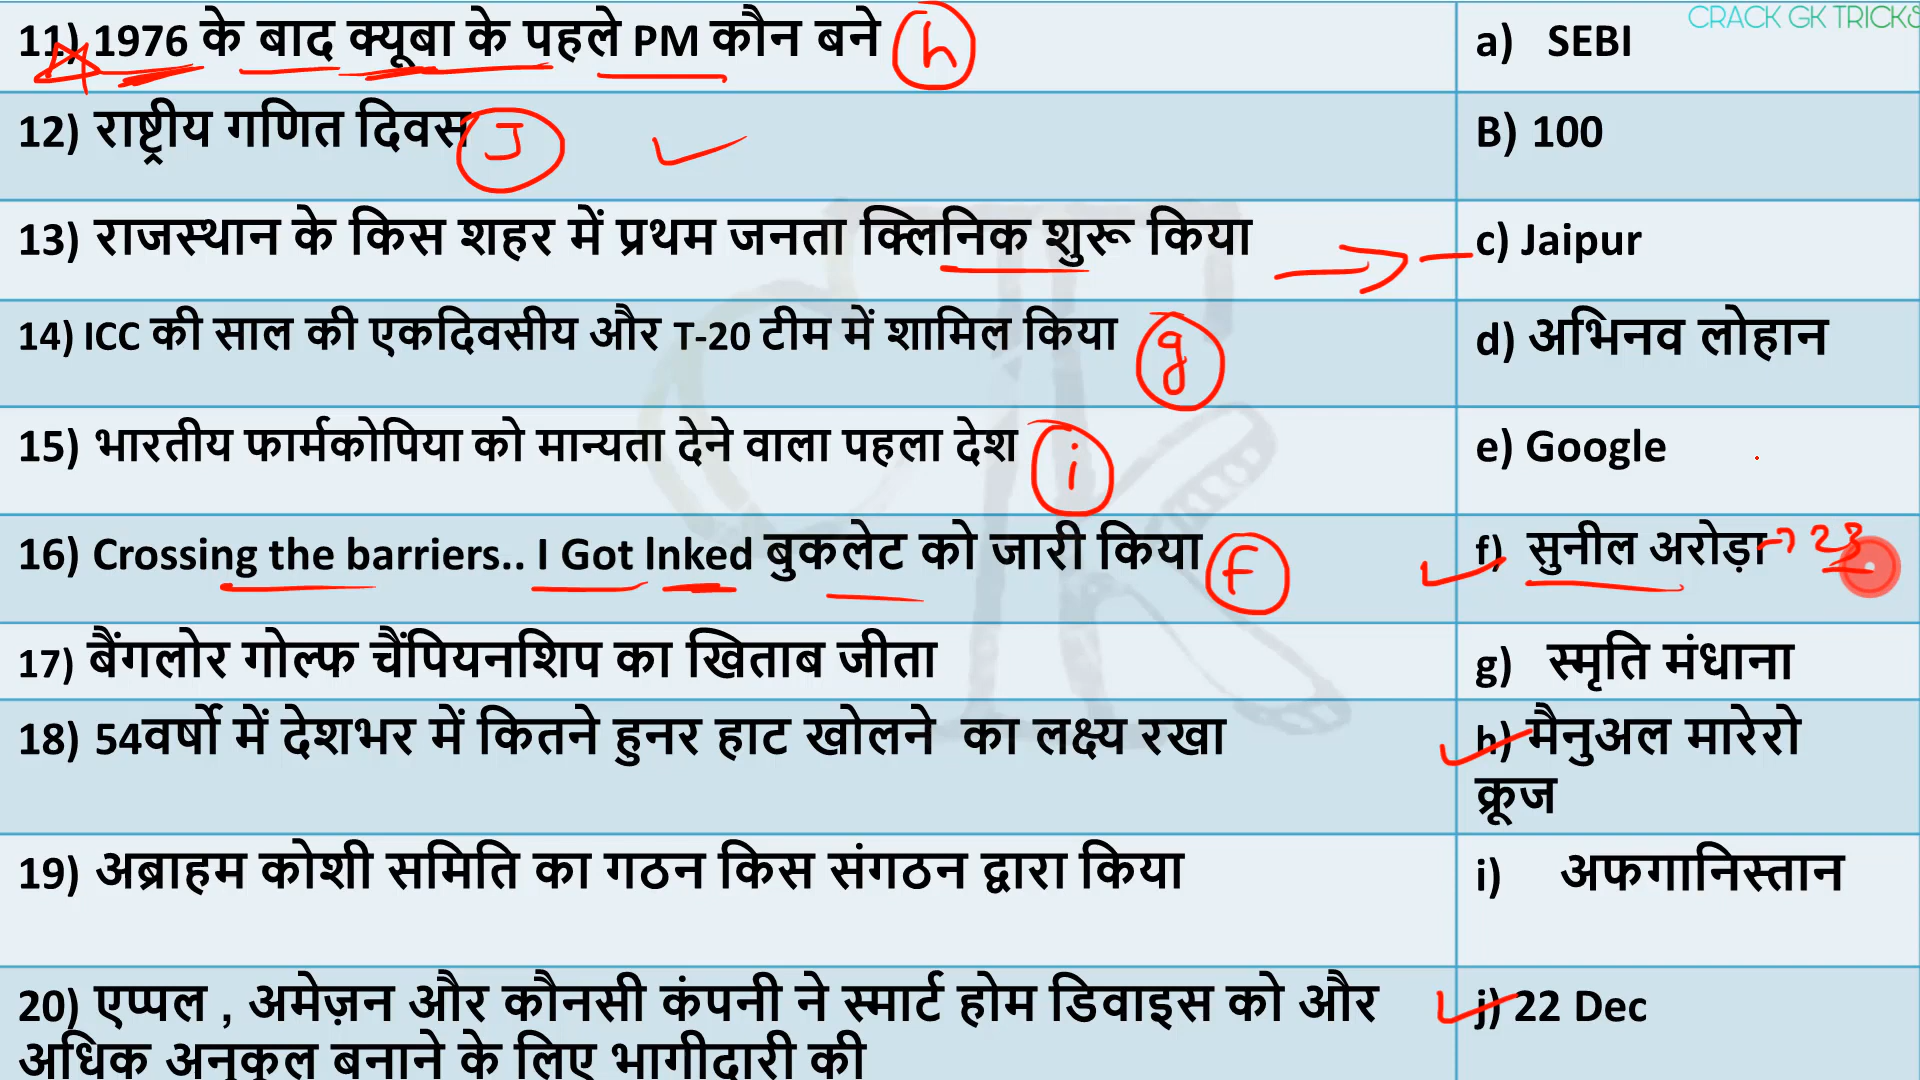 CRACK GK TRICKS
11) 1976 के बाद क्यूबा के पहले PM कौन बने h a) SEBI
12) राष्ट्रीय गणित दिवस J B) 100
13) राजस्थान के किस शहर में प्रथम जनता क्लिनिक शुरू किया c) Jaipur
14) ICC की साल की एकदिवसीय और T-20 टीम में शामिल किया g d) अभिनव लोहान
15) भारतीय फार्मकोपिया को मान्यता देने वाला पहला देश i e) Google
16) Crossing the barriers.. I Got lnked बुकलेट को जारी किया F f) सुनील अरोड़ा 23
17) बैंगलोर गोल्फ चैंपियनशिप का खिताब जीता g) स्मृति मंधाना
18) 54वर्षो में देशभर में कितने हुनर हाट खोलने का लक्ष्य रखा h) मैनुअल मारेरो
क्रूज
19) अब्राहम कोशी समिति का गठन किस संगठन द्वारा किया i) अफगानिस्तान
20) एप्पल , अमेज़न और कौनसी कंपनी ने स्मार्ट होम डिवाइस को और j) 22 Dec
अधिक अनुकूल बनाने के लिए भागीदारी की